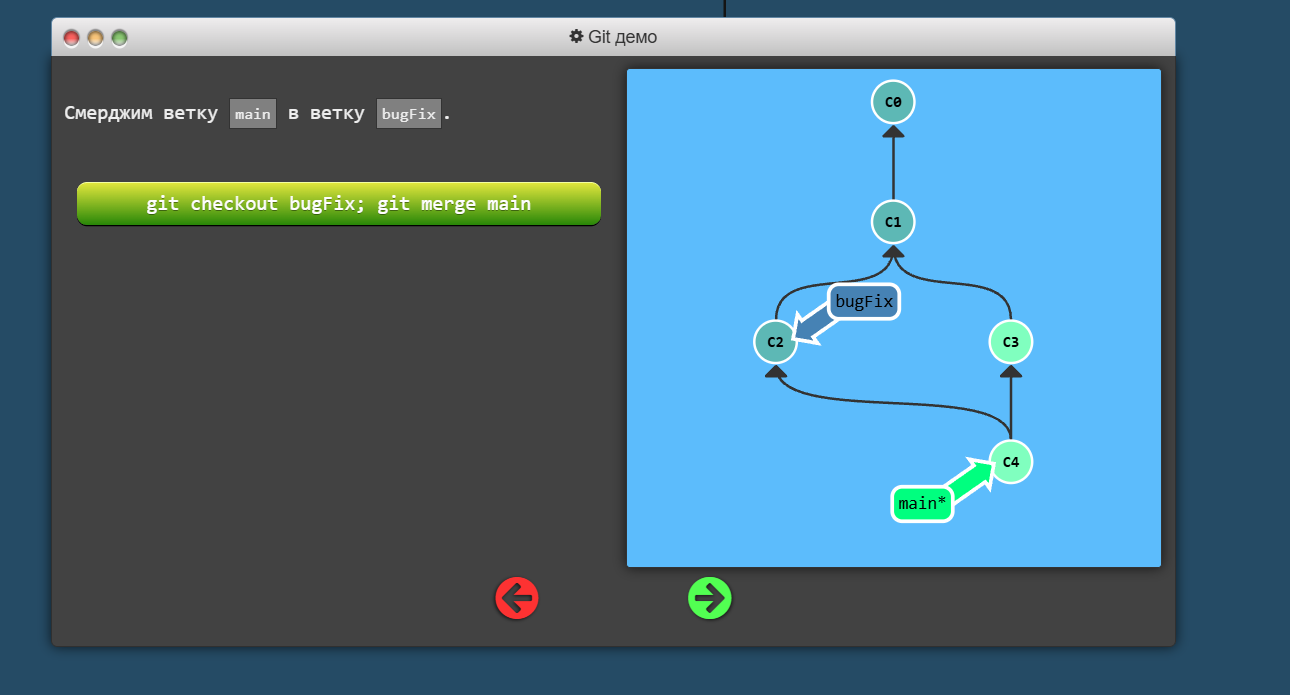 Git демо
Смерджим ветку main в ветку bugFix.
git checkout bugFix; git merge main
C0
C1
bugFix
C2
C3
C4
main*